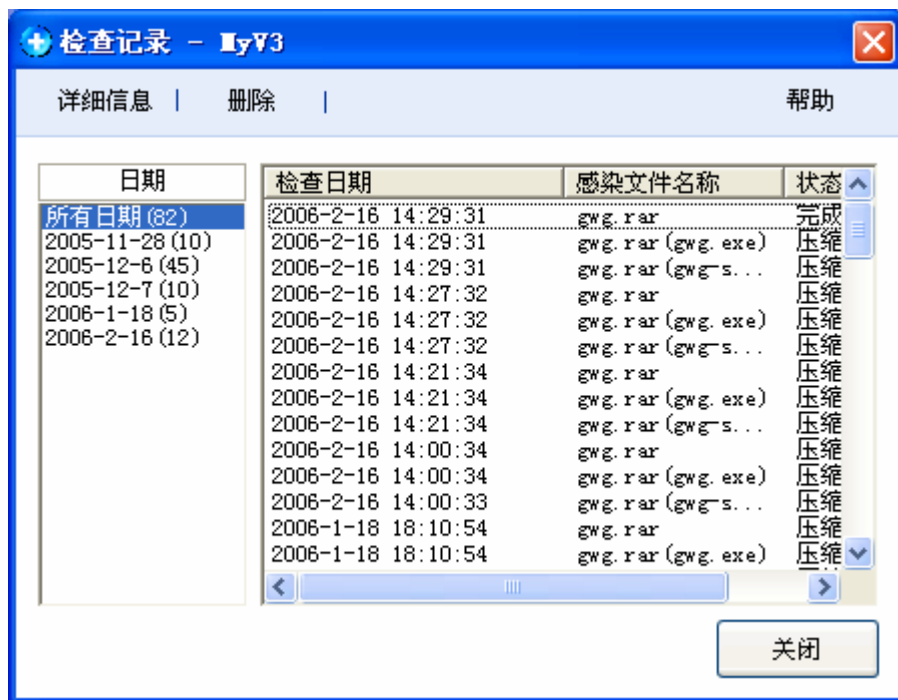 检查记录 - MyV3
详细信息 | 删除 | 帮助
日期
所有日期(82)
2005-11-28(10)
2005-12-6(45)
2005-12-7(10)
2006-1-18(5)
2006-2-16(12)
检查日期 感染文件名称 状态
2006-2-16 14:29:31 gwg.rar 完成
2006-2-16 14:29:31 gwg.rar(gwg.exe) 压缩
2006-2-16 14:29:31 gwg.rar(gwg-s... 压缩
2006-2-16 14:27:32 gwg.rar 压缩
2006-2-16 14:27:32 gwg.rar(gwg.exe) 压缩
2006-2-16 14:27:32 gwg.rar(gwg-s... 压缩
2006-2-16 14:21:34 gwg.rar 压缩
2006-2-16 14:21:34 gwg.rar(gwg.exe) 压缩
2006-2-16 14:21:34 gwg.rar(gwg-s... 压缩
2006-2-16 14:00:34 gwg.rar 压缩
2006-2-16 14:00:34 gwg.rar(gwg.exe) 压缩
2006-2-16 14:00:33 gwg.rar(gwg-s... 压缩
2006-1-18 18:10:54 gwg.rar 压缩
2006-1-18 18:10:54 gwg.rar(gwg.exe) 压缩
关闭